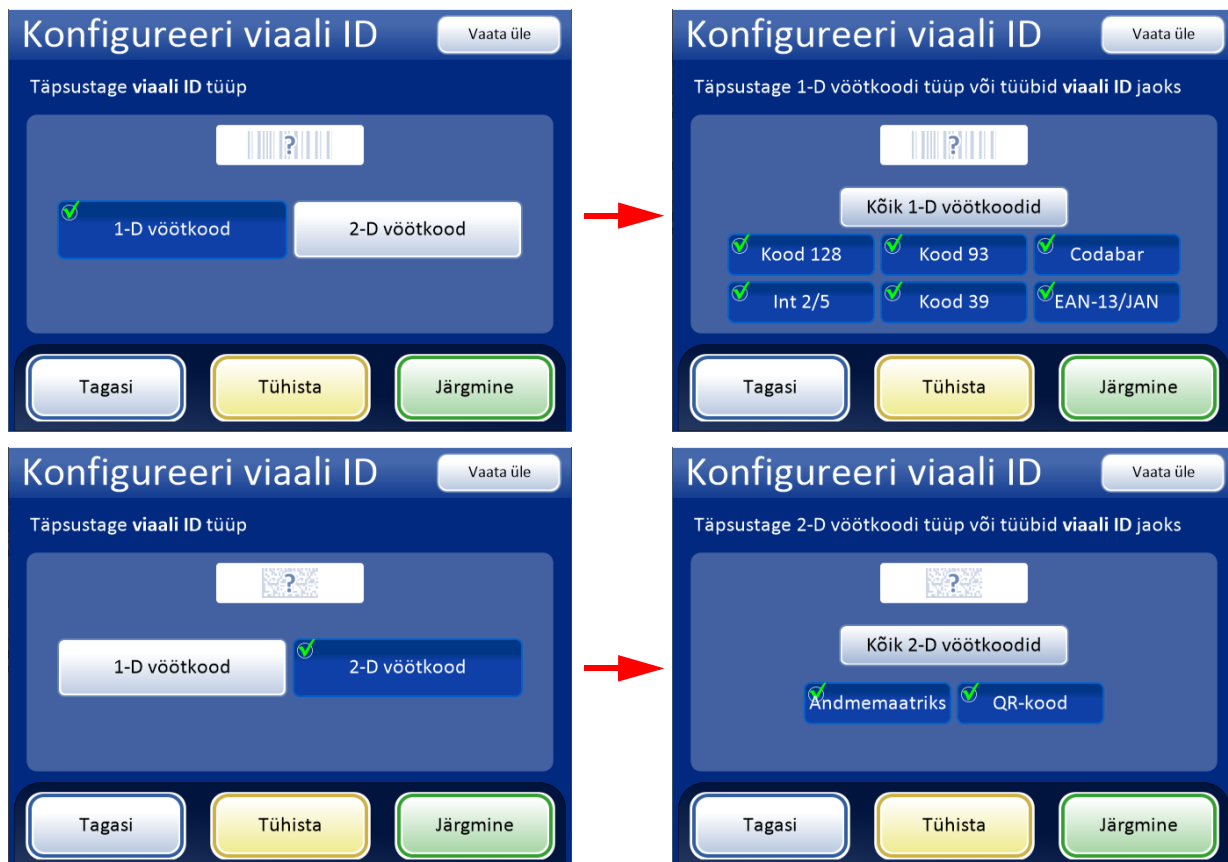 Konfigureeri viaali ID
Vaata üle
Täpsustage viaali ID tüüp
?
1-D vöötkood
2-D vöötkood
Tagasi
Tühista
Järgmine
Konfigureeri viaali ID
Vaata üle
Täpsustage 1-D vöötkoodi tüüp või tüübid viaali ID jaoks
?
Kõik 1-D vöötkoodid
Kood 128
Kood 93
Codabar
Int 2/5
Kood 39
EAN-13/JAN
Tagasi
Tühista
Järgmine
Konfigureeri viaali ID
Vaata üle
Täpsustage viaali ID tüüp
?
1-D vöötkood
2-D vöötkood
Tagasi
Tühista
Järgmine
Konfigureeri viaali ID
Vaata üle
Täpsustage 2-D vöötkoodi tüüp või tüübid viaali ID jaoks
?
Kõik 2-D vöötkoodid
Andmemaatriks
QR-kood
Tagasi
Tühista
Järgmine